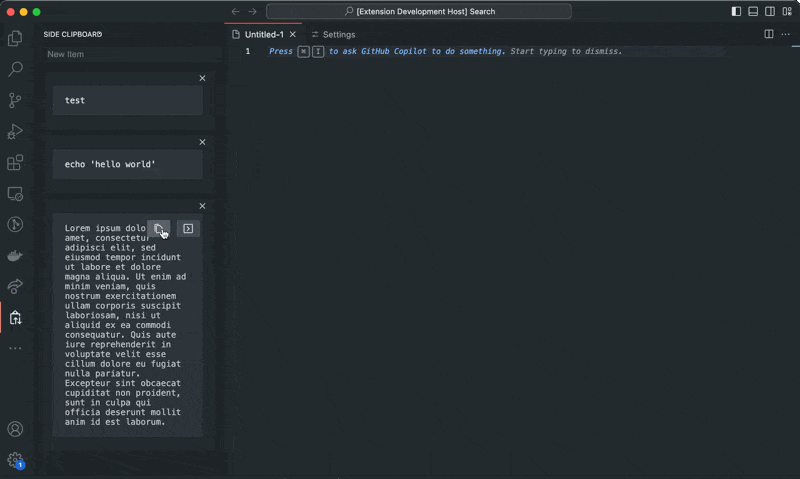 [Extension Development Host] Search
SIDE CLIPBOARD
New Item
test
echo 'hello world'
Lorem ipsum dolo
amet, consectetur
adipisci elit, sed
eiusmod tempor incidunt
ut labore et dolore
magna aliqua. Ut enim ad
minim veniam, quis
nostrum exercitationem
ullam corporis suscipit
laboriosam, nisi ut
aliquid ex ea commodi
consequatur. Quis aute
iure reprehenderit in
voluptate velit esse
cillum dolore eu fugiat
nulla pariatur.
Excepteur sint obcaecat
cupiditat non proident,
sunt in culpa qui
officia deserunt mollit
anim id est laborum.
1
Untitled-1
Settings
1 Press ⌘ I to ask GitHub Copilot to do something. Start typing to dismiss.